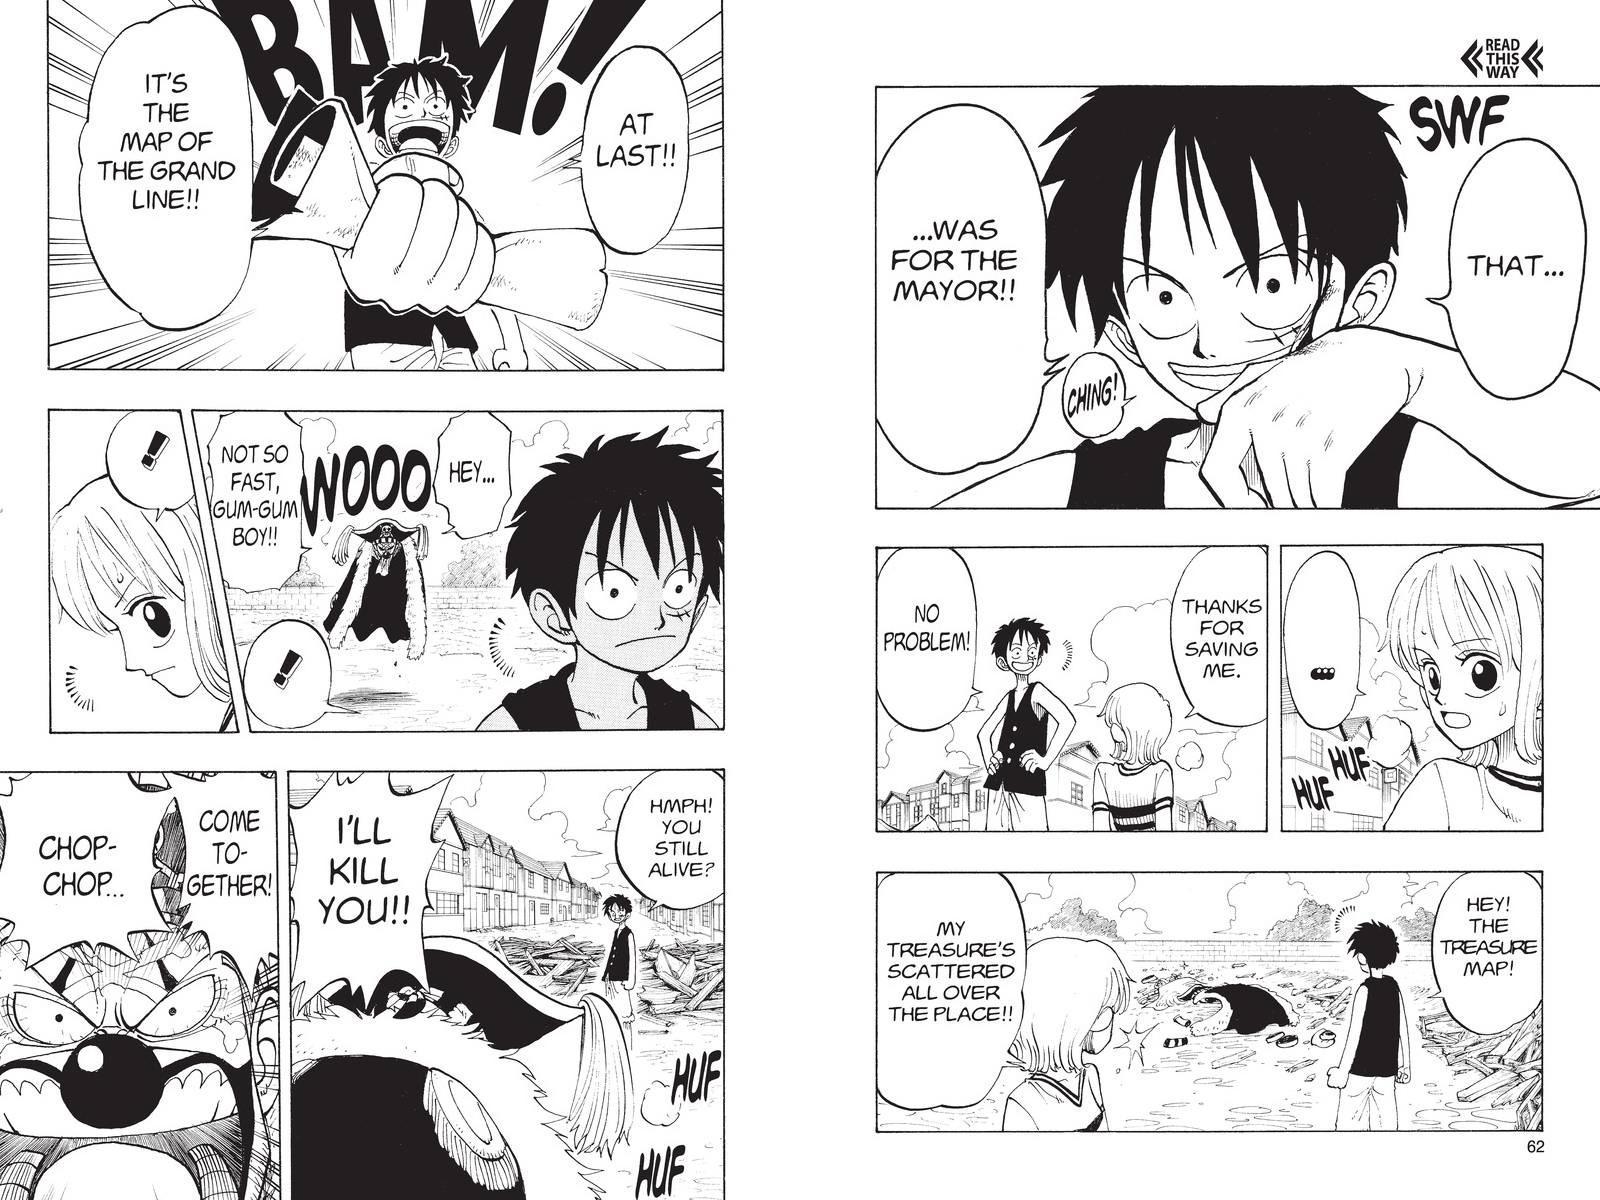 READ
THIS
WAY
SWF
THAT...
...WAS
FOR THE
MAYOR!!
CHING!
...
HUF
HUF
THANKS
FOR
SAVING
ME.
NO
PROBLEM!
HEY!
THE
TREASURE
MAP!
MY
TREASURE'S
SCATTERED
ALL OVER
THE PLACE!!
62
BAM!
AT
LAST!!
IT'S
THE
MAP OF
THE GRAND
LINE!!
HEY...
WOOO
NOT SO
FAST,
GUM-GUM
BOY!!
!
!
HMPH!
YOU
STILL
ALIVE?
I'LL
KILL
YOU!!
HUF
HUF
COME
TO-
GETHER!
CHOP-
CHOP...